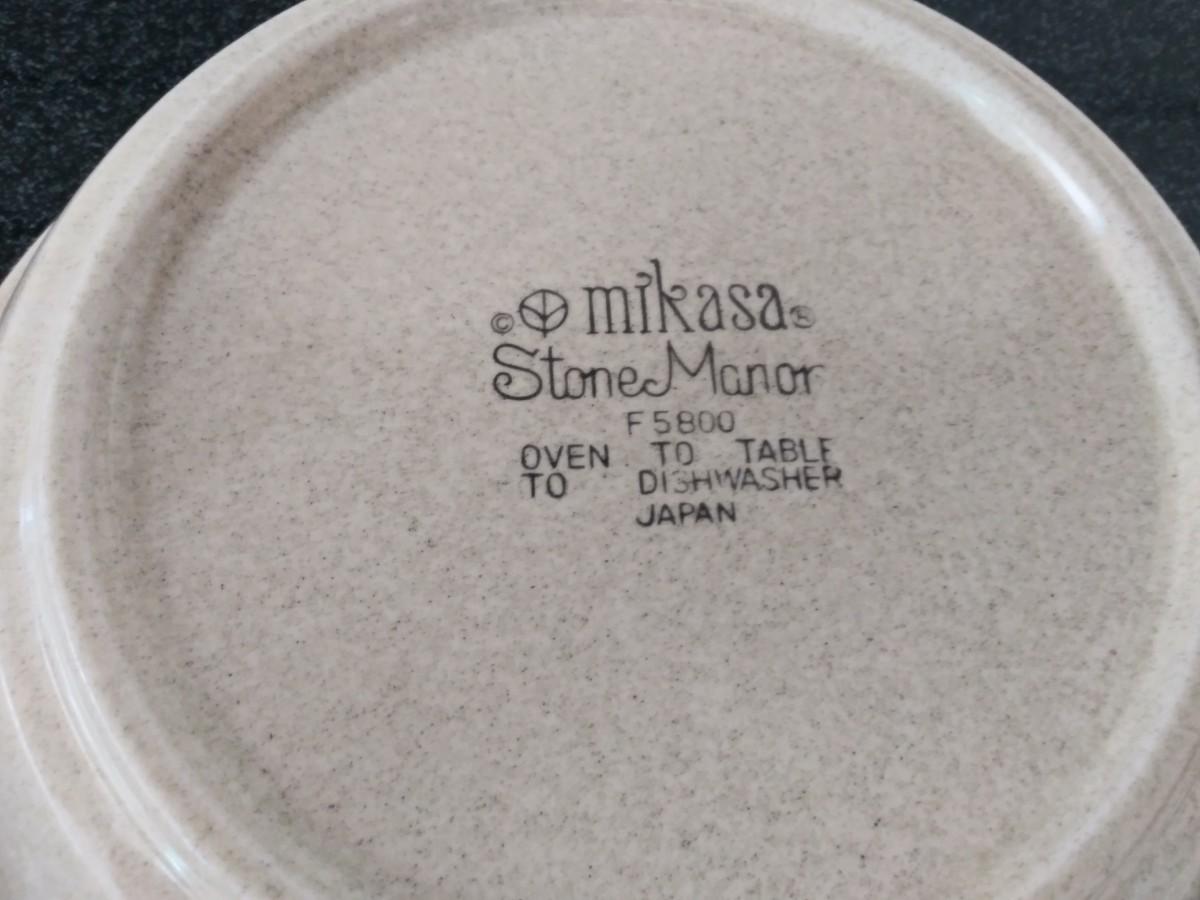 © mikasa®
Stone Manor
F5800
OVEN TO TABLE
TO DISHWASHER
JAPAN